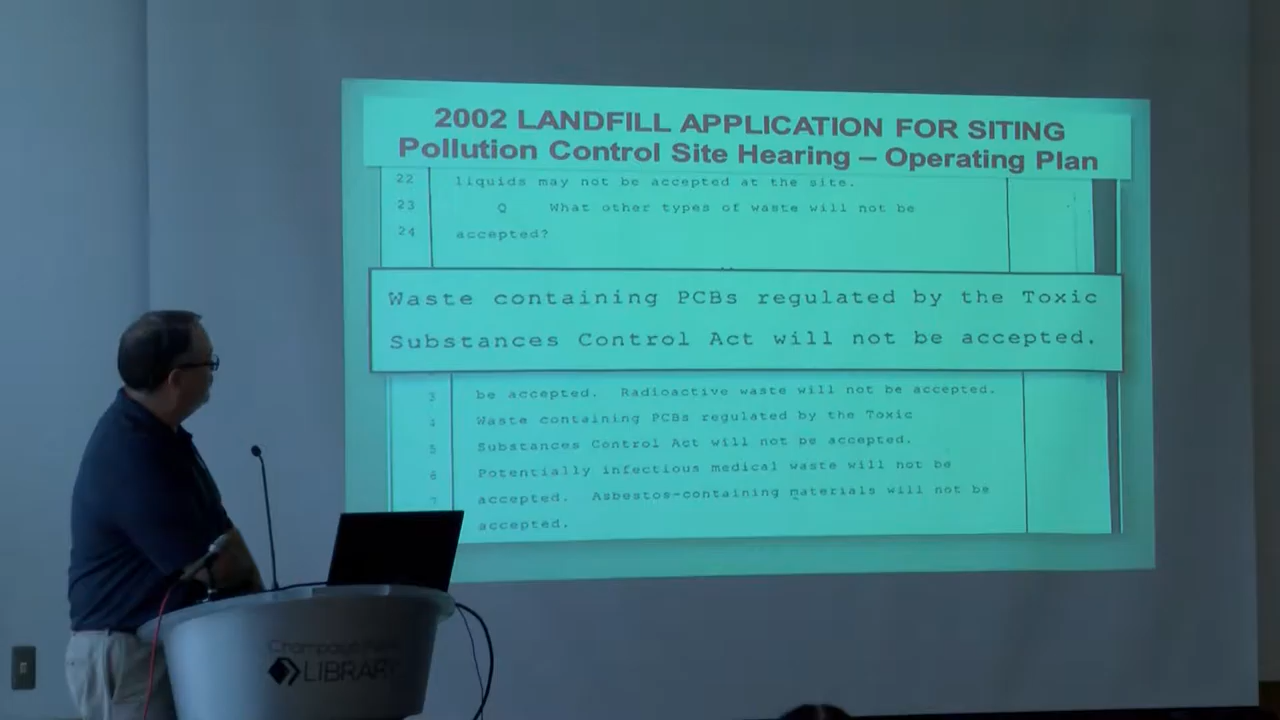 2002 LANDFILL APPLICATION FOR SITING
Pollution Control Site Hearing – Operating Plan
22 liquids may not be accepted at the site.
23 Q What other types of waste will not be
24 accepted?
Waste containing PCBs regulated by the Toxic
Substances Control Act will not be accepted.
3 be accepted. Radioactive waste will not be accepted.
4 Waste containing PCBs regulated by the Toxic
5 Substances Control Act will not be accepted.
6 Potentially infectious medical waste will not be
7 accepted. Asbestos-containing materials will not be
accepted.
Champaign
LIBRARY